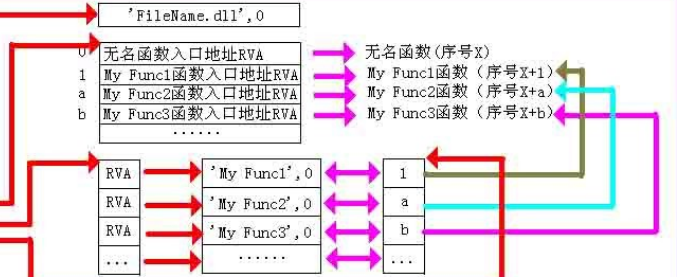 'FileName.dll',0
0 无名函数入口地址RVA 无名函数(序号X)
1 My Func1函数入口地址RVA My Func1函数（序号X+1）
a My Func2函数入口地址RVA My Func2函数（序号X+a）
b My Func3函数入口地址RVA My Func3函数（序号X+b）
······
RVA 'My Func1',0 1
RVA 'My Func2',0 a
RVA 'My Func3',0 b
... ······ ...